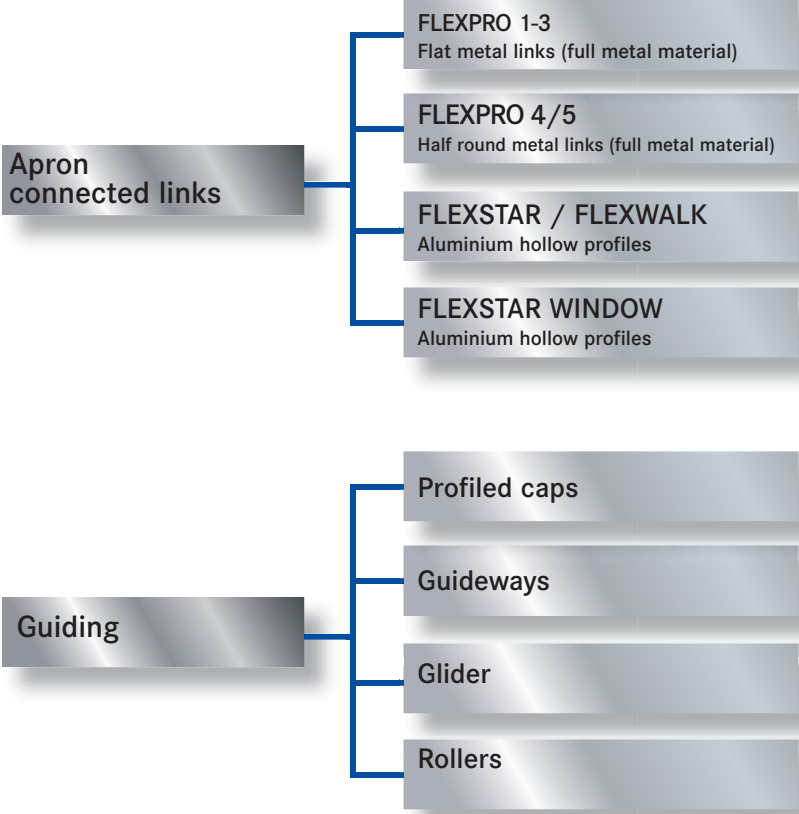 Apron
connected links
FLEXPRO 1-3
Flat metal links (full metal material)
FLEXPRO 4/5
Half round metal links (full metal material)
FLEXSTAR / FLEXWALK
Aluminium hollow profiles
FLEXSTAR WINDOW
Aluminium hollow profiles
Guiding
Profiled caps
Guideways
Glider
Rollers